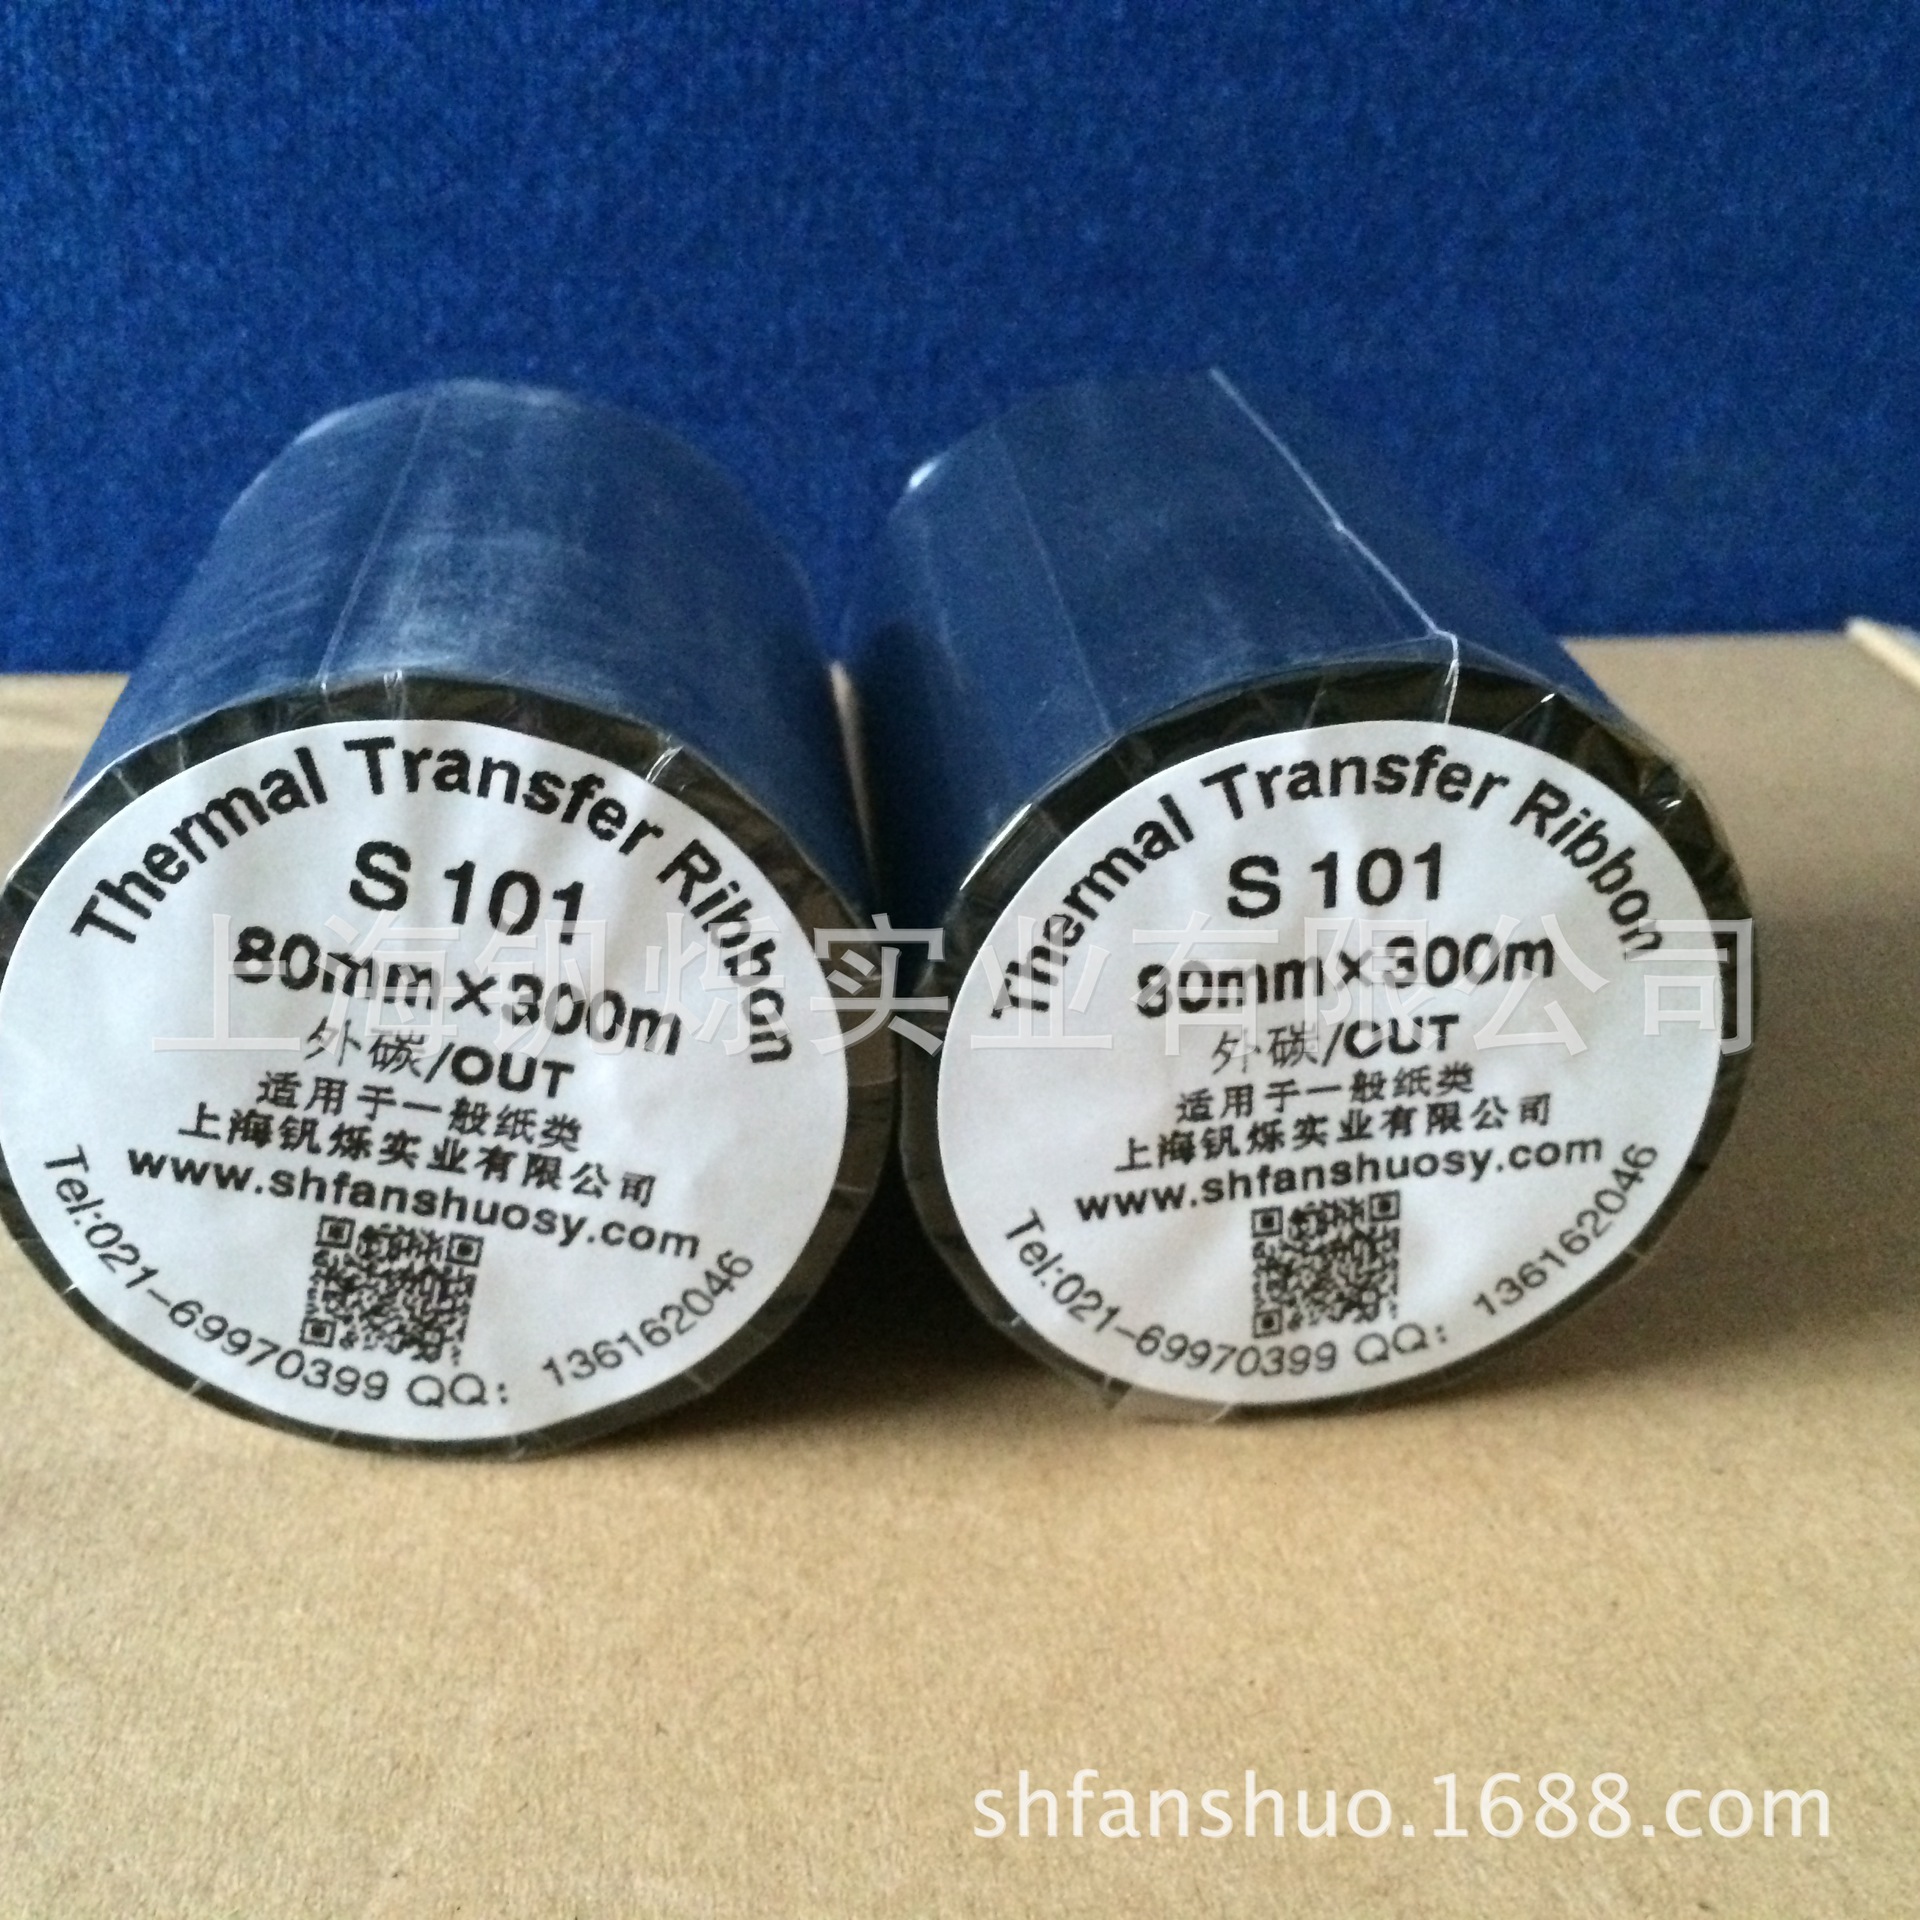 Thermal Transfer Ribbon
S 101
80mm×300m
外碳/OUT
适用于一般纸类
上海钒烁实业有限公司
www.shfanshuosy.com
Tel:021-69970399 QQ: 13616162046
Thermal Transfer Ribbon
S 101
80mm×300m
外碳/OUT
适用于一般纸类
上海钒烁实业有限公司
www.shfanshuosy.com
Tel:021-69970399 QQ: 13616162046
上海钒烁实业有限公司
shfanshuo.1688.com